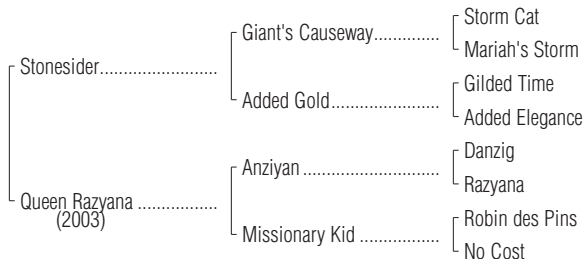 Storm Cat
Giant's Causeway..............
Mariah's Storm
Stonesider.........................
Gilded Time
Added Gold.......................
Added Elegance
Danzig
Anziyan .............................
Razyana
Queen Razyana .................
(2003)
Robin des Pins
Missionary Kid .................
No Cost